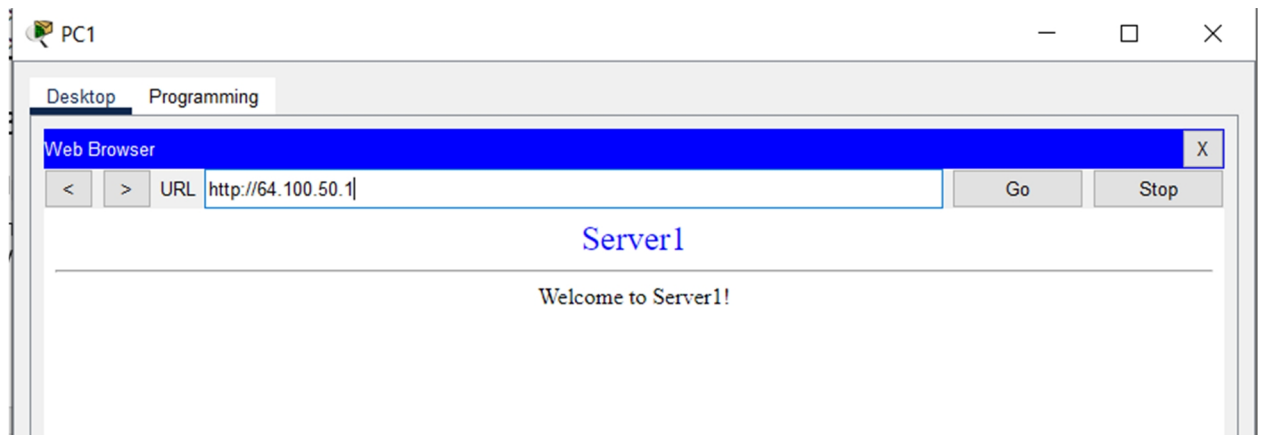 PC1
Desktop Programming
Web Browser X
< > URL http://64.100.50.1 Go Stop
Server1
Welcome to Server1!